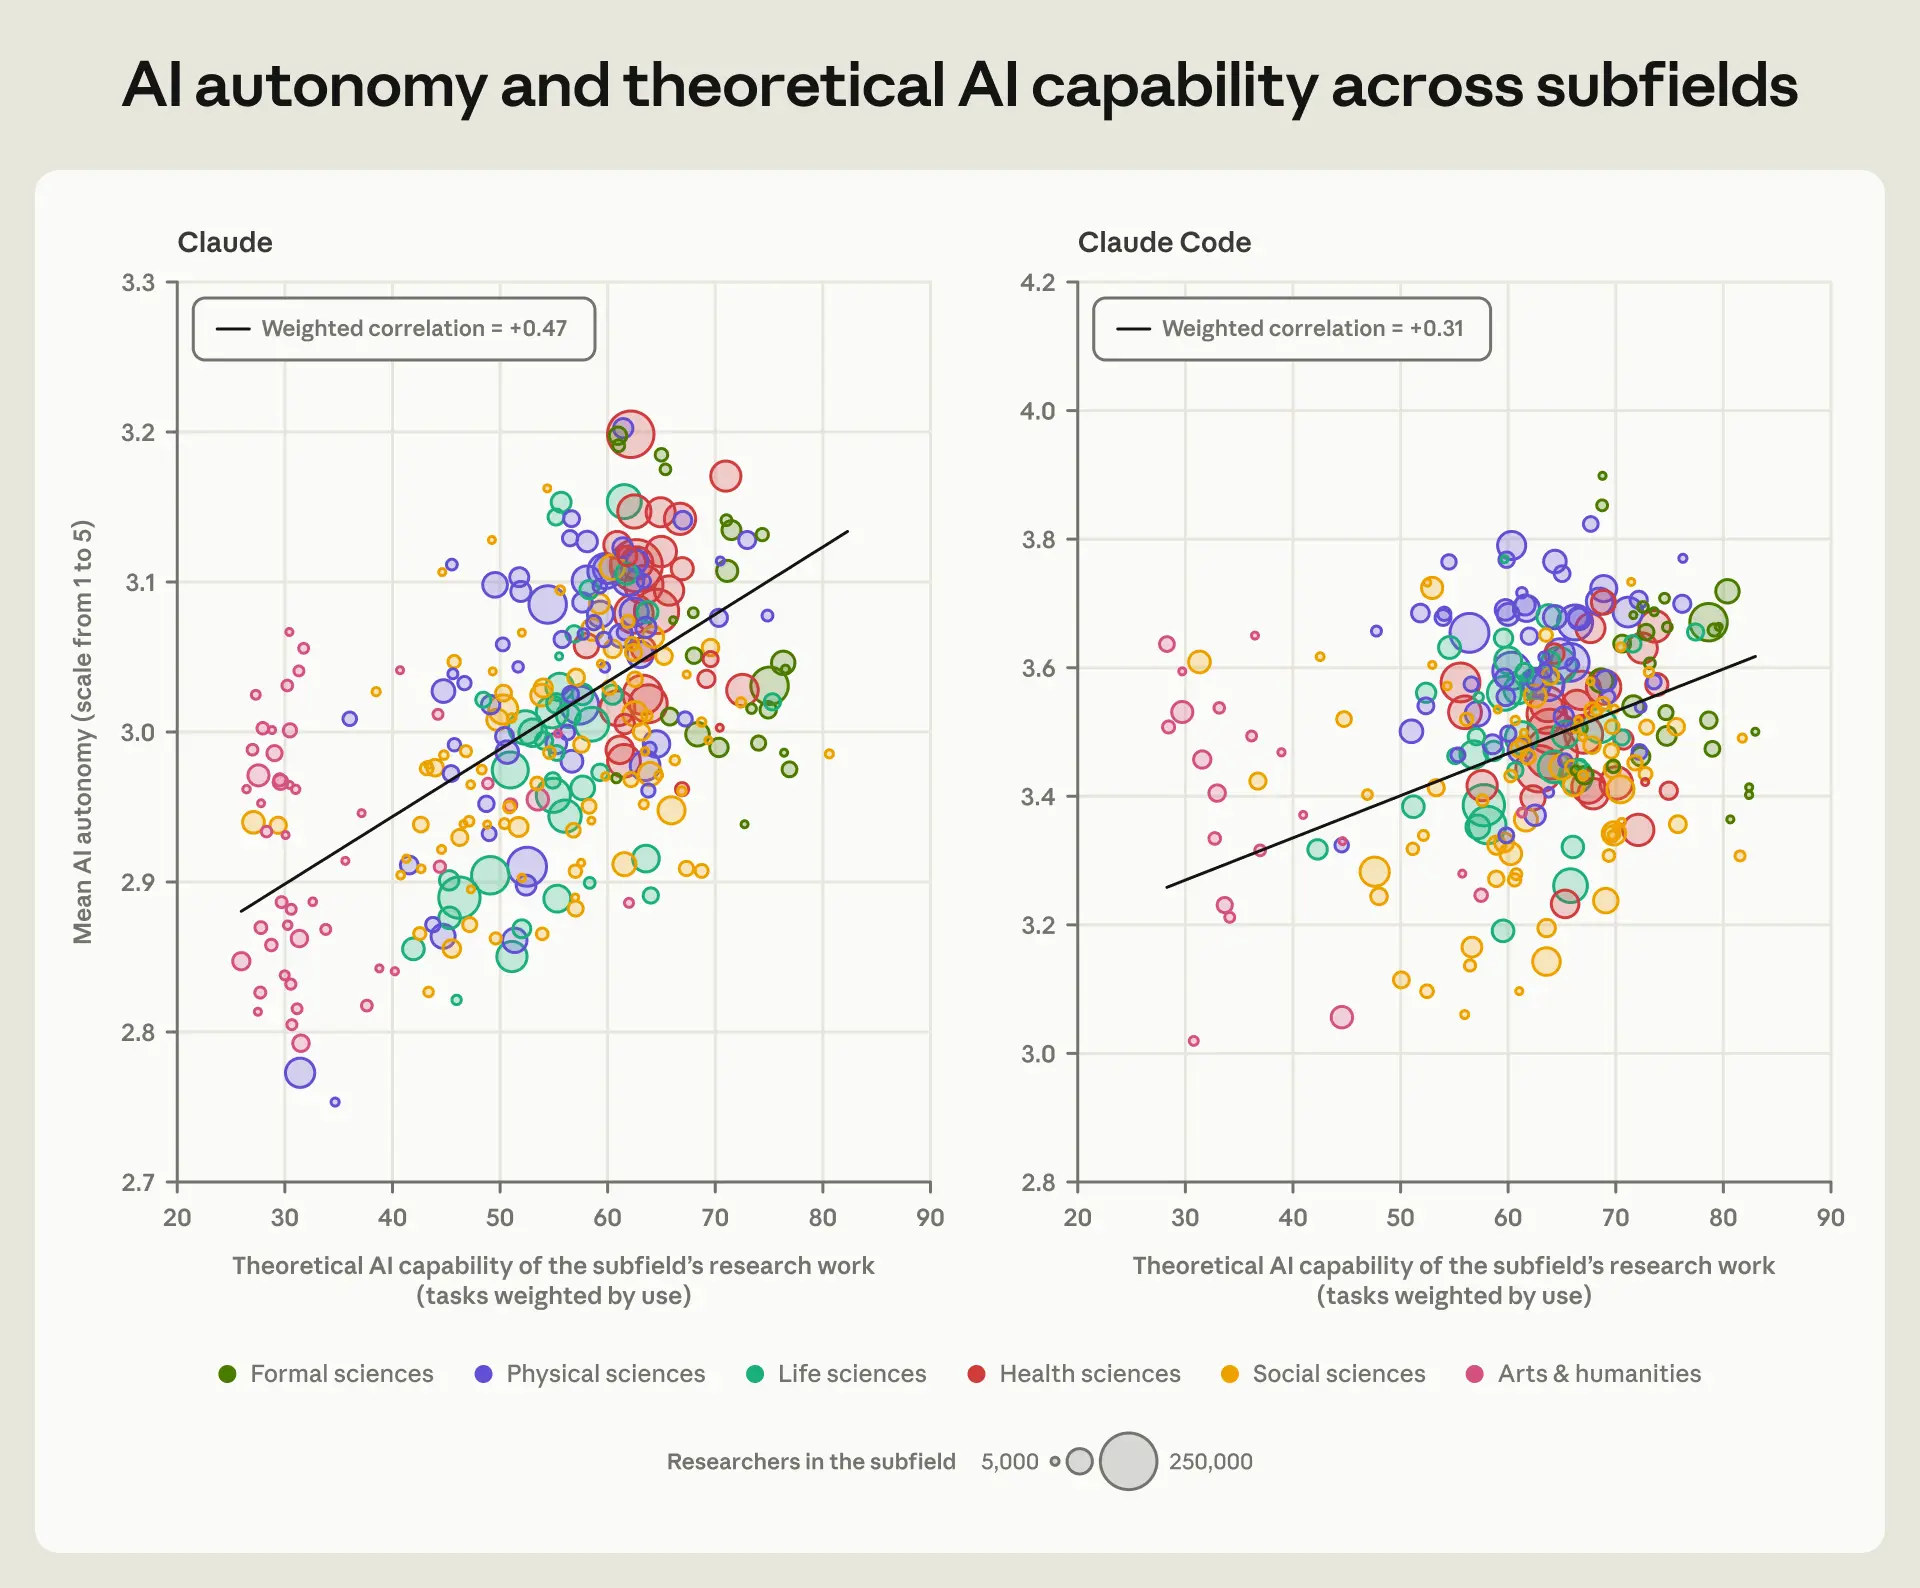 AI autonomy and theoretical AI capability across subfields
Claude
Weighted correlation = +0.47
3.3
3.2
3.1
3.0
2.9
2.8
2.7
Mean AI autonomy (scale from 1 to 5)
20 30 40 50 60 70 80 90
Theoretical AI capability of the subfield's research work
(tasks weighted by use)
Claude Code
Weighted correlation = +0.31
4.2
4.0
3.8
3.6
3.4
3.2
3.0
2.8
20 30 40 50 60 70 80 90
Theoretical AI capability of the subfield's research work
(tasks weighted by use)
Formal sciences Physical sciences Life sciences Health sciences Social sciences Arts & humanities
Researchers in the subfield 5,000 250,000